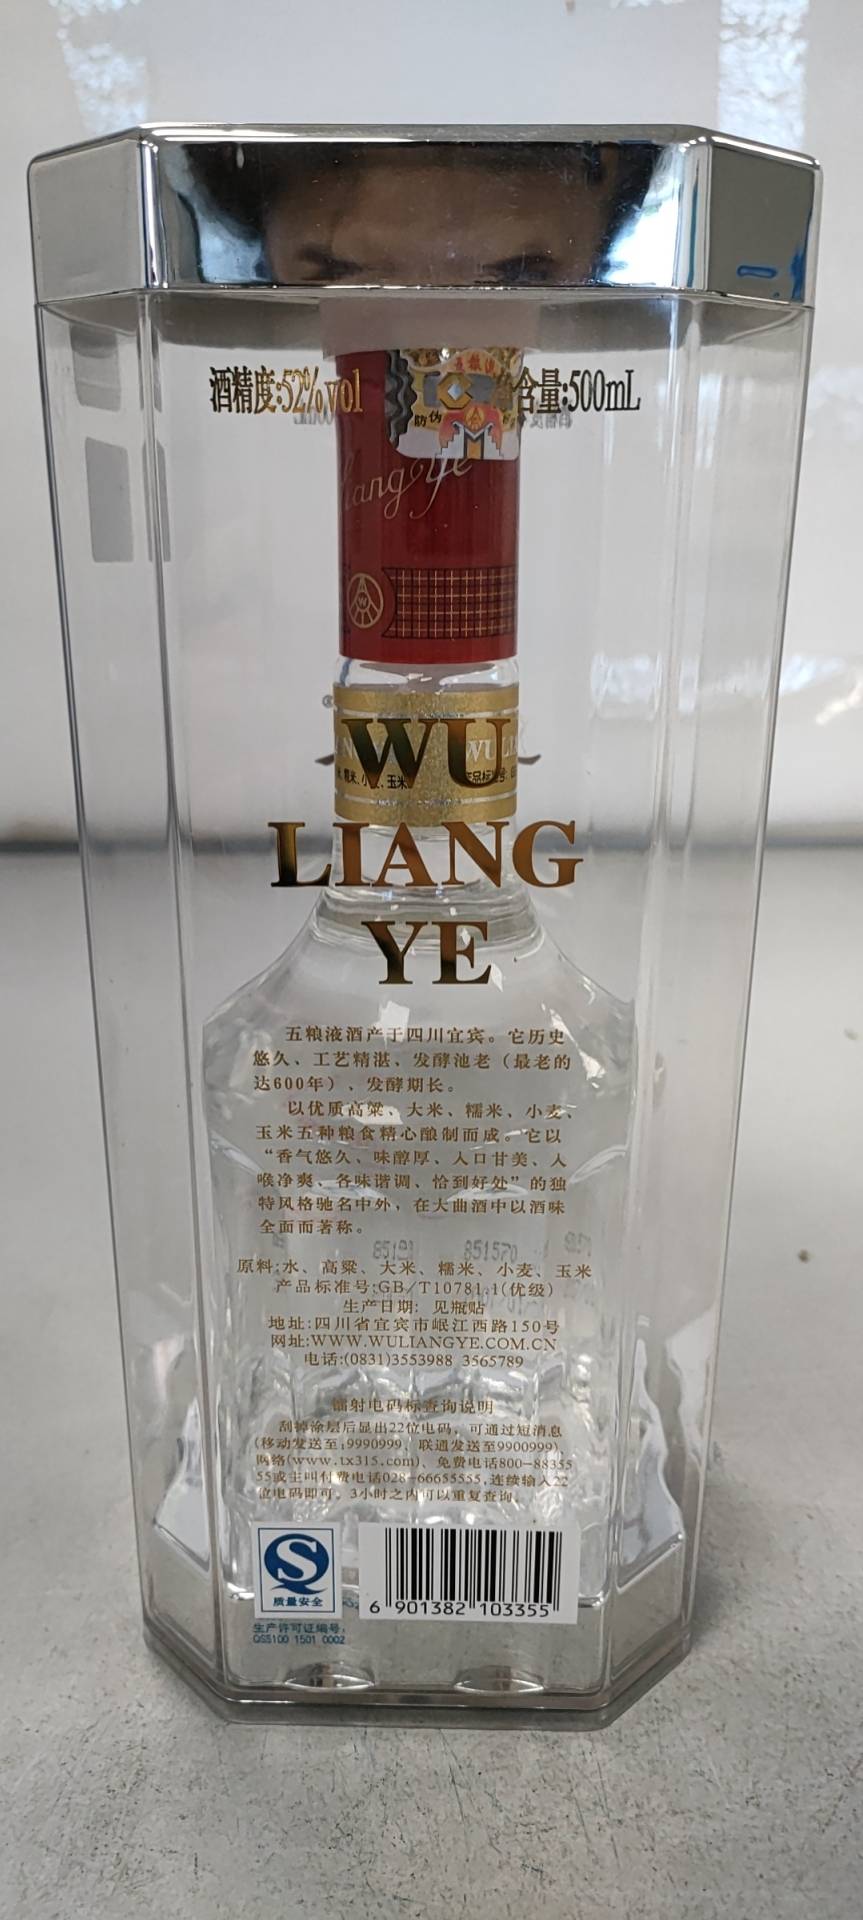 酒精度:52%vol
含量:500mL
防伪
liangye
WU
LIANG
YE
五粮液酒产于四川宜宾。它历史
悠久、工艺精湛、发酵池老（最老的
达600年）、发酵期长。
以优质高粱、大米、糯米、小麦、
玉米五种粮食精心酿制而成。它以
“香气悠久、味醇厚、入口甘美、入
喉净爽、各味谐调、恰到好处”的独
特风格驰名中外，在大曲酒中以酒味
全面而著称。
原料:水、高粱、大米、糯米、小麦、玉米
产品标准号:GB/T10781.1(优级)
生产日期: 见瓶贴
地址:四川省宜宾市岷江西路150号
网址:WWW.WULIANGYE.COM.CN
电话:(0831)3553988 3565789
镭射电码标查询说明
刮掉涂层后显出22位电码，可通过短消息
(移动发送至:9990999、联通发送至9900999)、
网络(www.tx315.com)、免费电话800-88355
55或主叫付费电话028-66655555,连续输入22
位电码即可。3小时之内可以重复查询。
质量安全
6 901382 103355
生产许可证编号:
QS5100 1501 0002